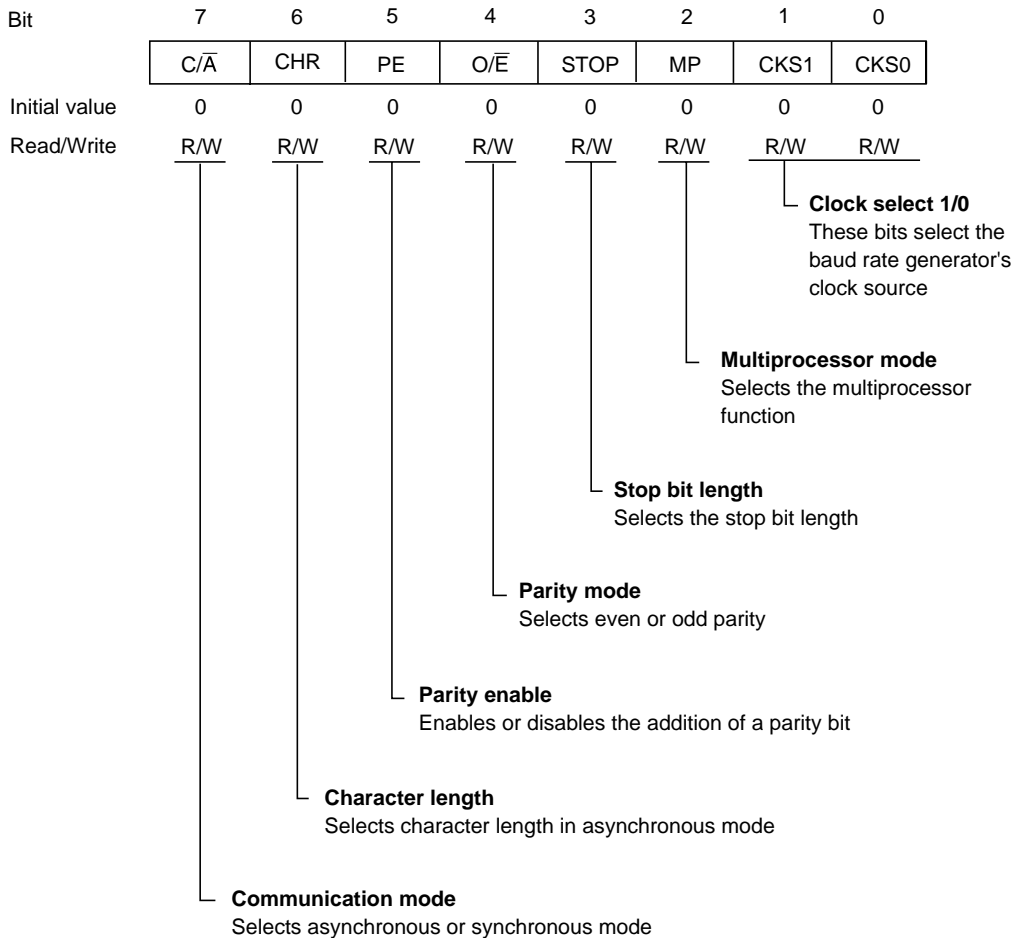 Bit 7 6 5 4 3 2 1 0
C/A̅ CHR PE O/E̅ STOP MP CKS1 CKS0
Initial value 0 0 0 0 0 0 0 0
Read/Write R/W R/W R/W R/W R/W R/W R/W R/W
Clock select 1/0
These bits select the
baud rate generator's
clock source
Multiprocessor mode
Selects the multiprocessor
function
Stop bit length
Selects the stop bit length
Parity mode
Selects even or odd parity
Parity enable
Enables or disables the addition of a parity bit
Character length
Selects character length in asynchronous mode
Communication mode
Selects asynchronous or synchronous mode